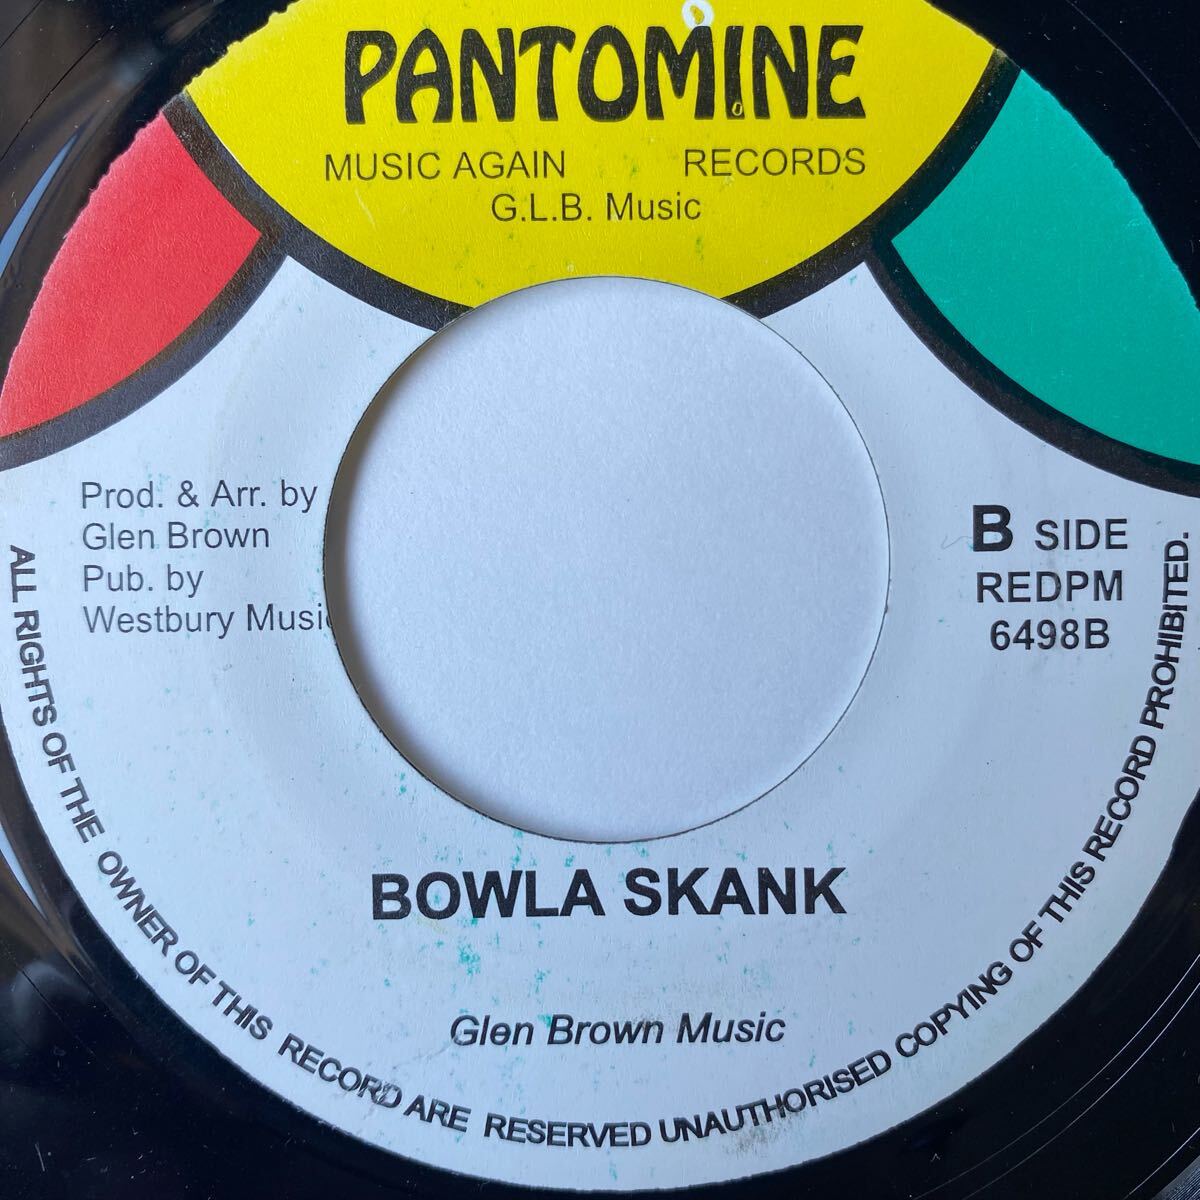 PANTOMINE
MUSIC AGAIN RECORDS
G.L.B. Music
Prod. & Arr. by
Glen Brown
Pub. by
Westbury Music
B SIDE
REDPM
6498B
BOWLA SKANK
Glen Brown Music
ALL RIGHTS OF THE OWNER OF THIS RECORD ARE RESERVED UNAUTHORISED COPYING OF THIS RECORD PROHIBITED.